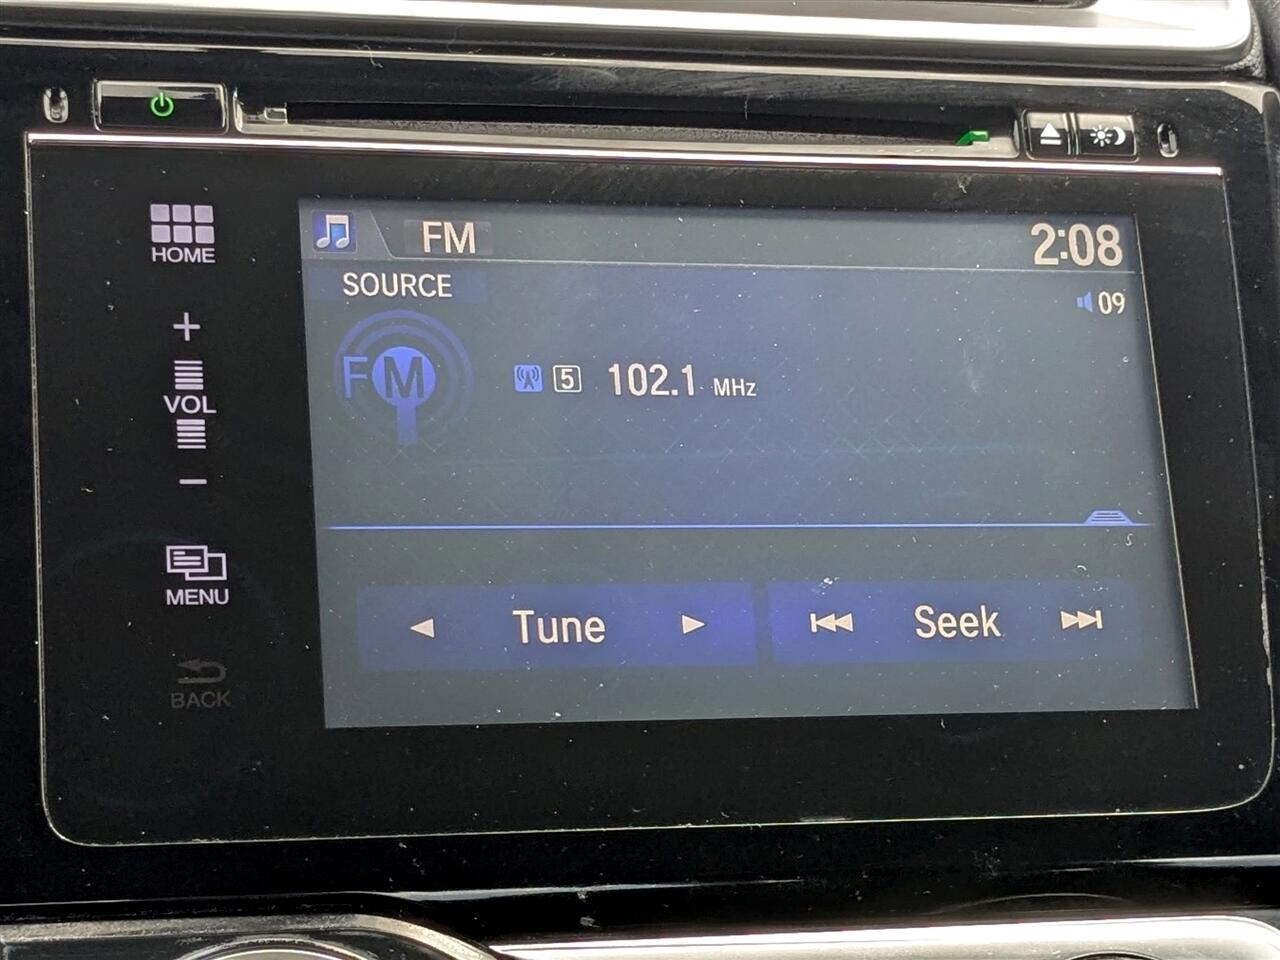 HOME
FM
2:08
SOURCE
09
FM
5 102.1 MHz
VOL
MENU
Tune
Seek
BACK